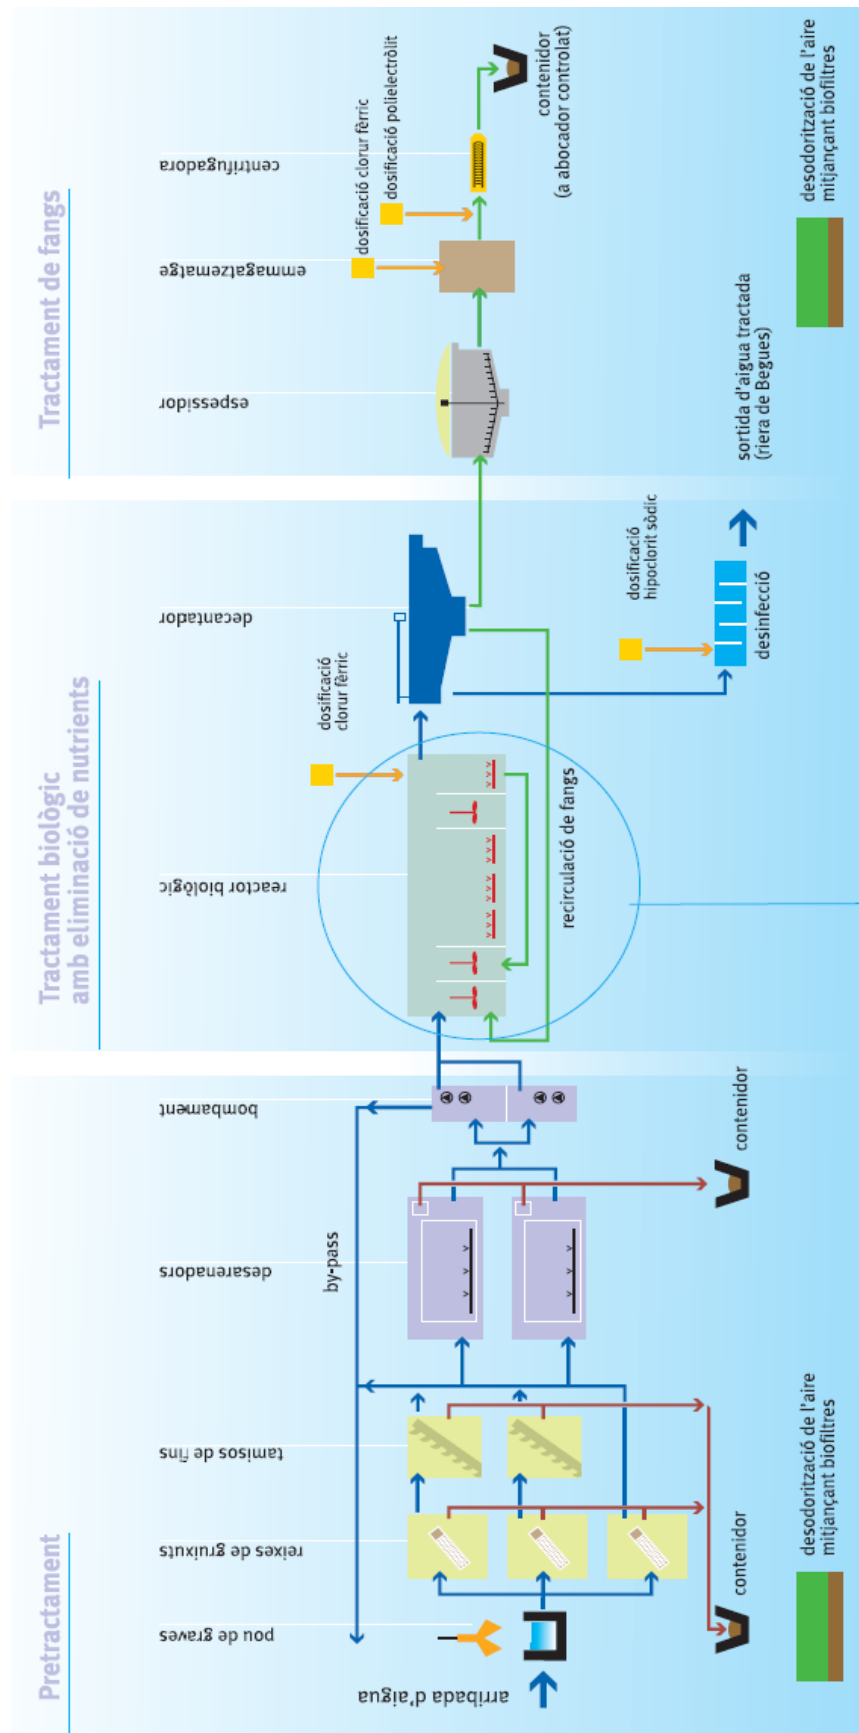 Pretractament
arribada d'aigua
pou de graves
reixes de gruixuts
tamisos de fins
desarenadors
bombament
by-pass
contenidor
contenidor
desodorització de l'aire
mitjançant biofiltres
Tractament biològic
amb eliminació de nutrients
reactor biològic
decantador
dosificació
clorur fèrric
recirculació de fangs
dosificació
hipoclorit sòdic
desinfecció
sortida d'aigua tractada
(riera de Begues)
Tractament de fangs
espessidor
emmagatzematge
centrifugadora
dosificació clorur fèrric
dosificació polielectròlit
contenidor
(a abocador controlat)
desodorització de l'aire
mitjançant biofiltres